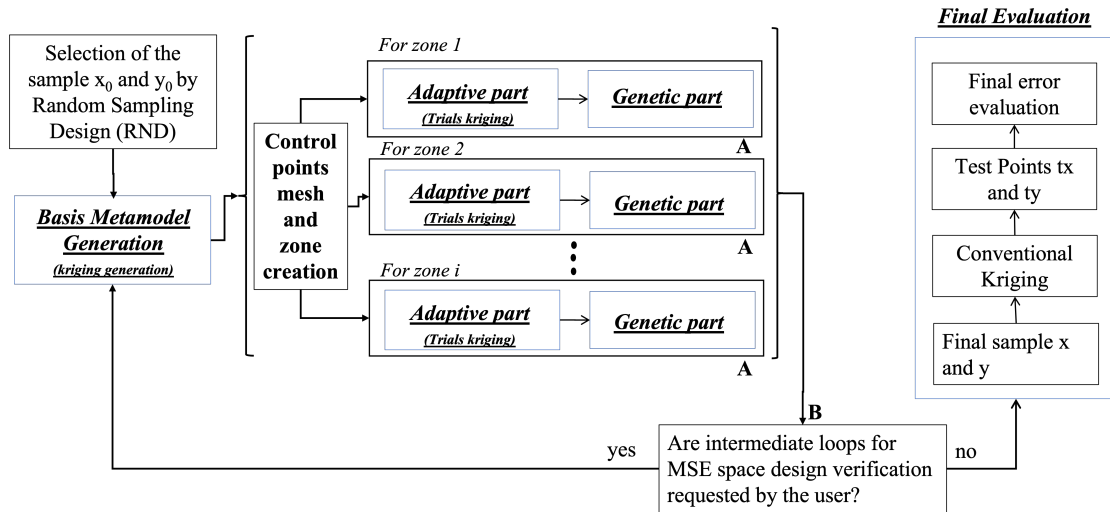 Selection of the
sample x₀ and y₀ by
Random Sampling
Design (RND)
Basis Metamodel
Generation
(kriging generation)
Control
points
mesh
and
zone
creation
For zone 1
Adaptive part
(Trials kriging)
Genetic part
A
For zone 2
Adaptive part
(Trials kriging)
Genetic part
A
For zone i
Adaptive part
(Trials kriging)
Genetic part
A
B
Are intermediate loops for
MSE space design verification
requested by the user?
yes
no
Final Evaluation
Final error
evaluation
Test Points tx
and ty
Conventional
Kriging
Final sample x
and y